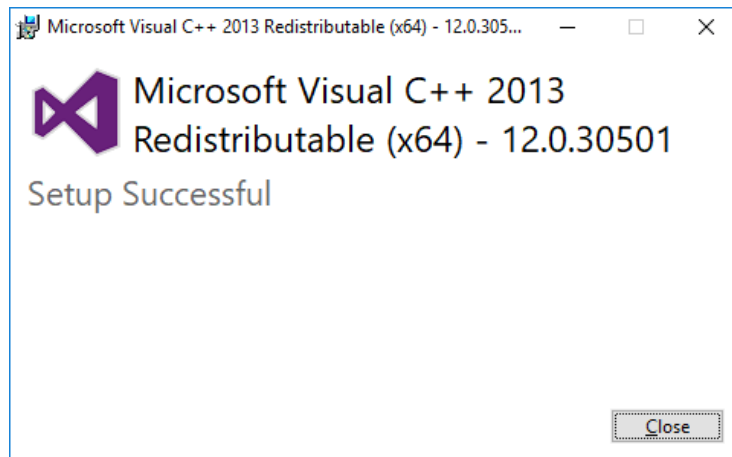 Microsoft Visual C++ 2013 Redistributable (x64) - 12.0.305...
Microsoft Visual C++ 2013
Redistributable (x64) - 12.0.30501
Setup Successful
Close